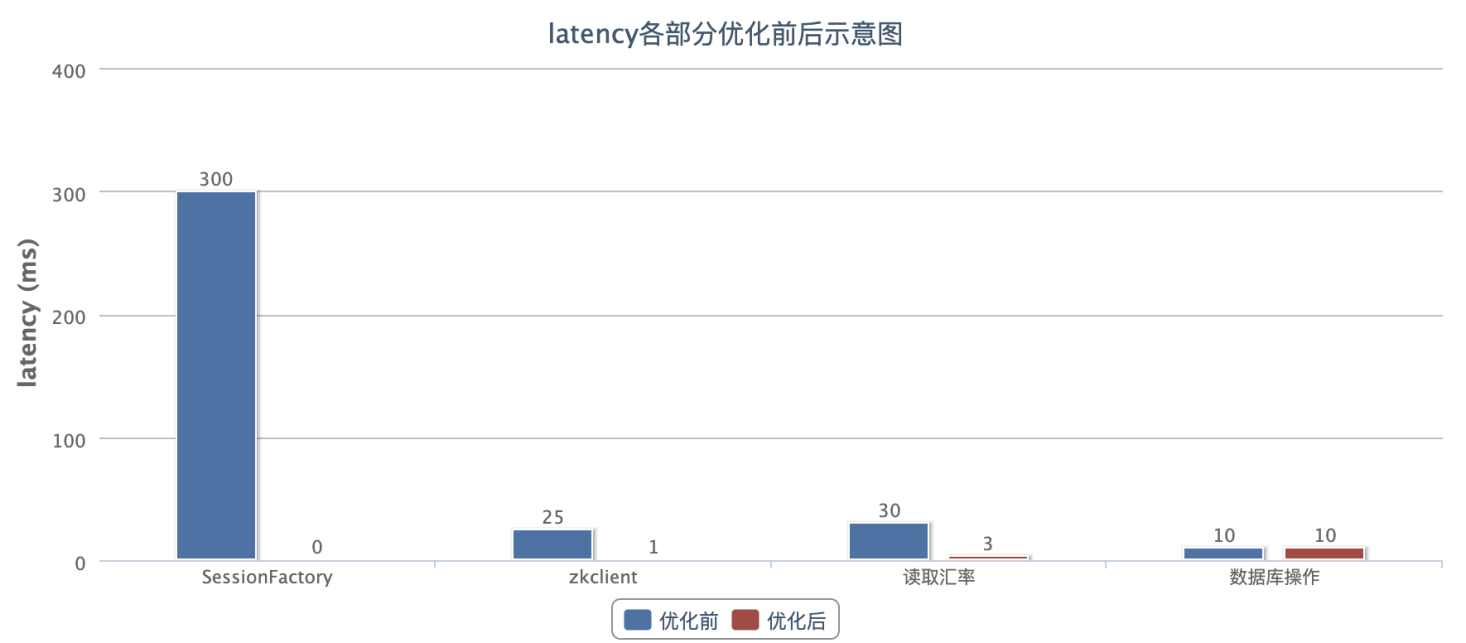 latency各部分优化前后示意图
latency (ms)
400
300
200
100
0
300
0
25
1
30
3
10
10
SessionFactory
zkclient
读取汇率
数据库操作
优化前
优化后